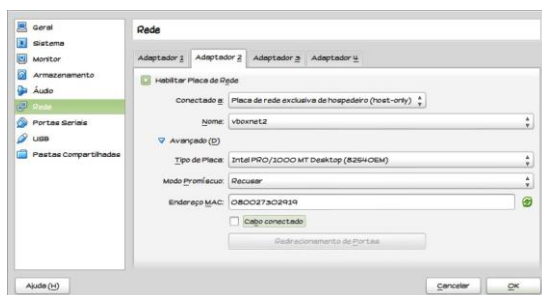 Geral
Sistema
Monitor
Armazenamento
Áudio
Rede
Portas Seriais
USB
Pastas Compartilhadas
Rede
Adaptador 1 Adaptador 2 Adaptador 3 Adaptador 4
Habilitar Placa de Rede
Conectado a: Placa de rede exclusiva de hospedeiro (host-only)
Nome: vboxnet2
Avançado (D)
Tipo de Placa: Intel PRO/1000 MT Desktop (82540EM)
Modo Promíscuo: Recusar
Endereço MAC: 080027302919
Cabo conectado
Redirecionamento de Portas
Ajuda (H) Cancelar OK